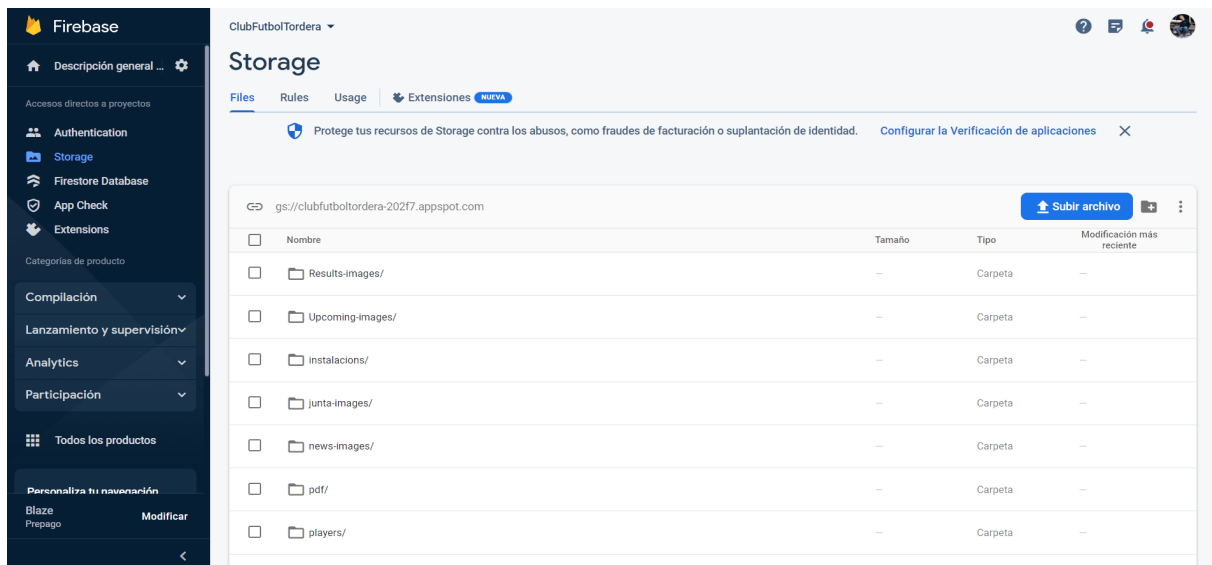 Firebase
Descripción general ...
Accesos directos a proyectos
Authentication
Storage
Firestore Database
App Check
Extensions
Categorías de producto
Compilación
Lanzamiento y supervisión
Analytics
Participación
Todos los productos
Personaliza tu navegación
Blaze
Prepago
Modificar
ClubFutbolTordera
Storage
Files Rules Usage Extensiones NUEVA
Protege tus recursos de Storage contra los abusos, como fraudes de facturación o suplantación de identidad. Configurar la Verificación de aplicaciones
gs://clubfutboltordera-202f7.appspot.com Subir archivo
Nombre Tamaño Tipo Modificación más
reciente
Results-images/ — Carpeta —
Upcoming-images/ — Carpeta —
instalacions/ — Carpeta —
junta-images/ — Carpeta —
news-images/ — Carpeta —
pdf/ — Carpeta —
players/ — Carpeta —